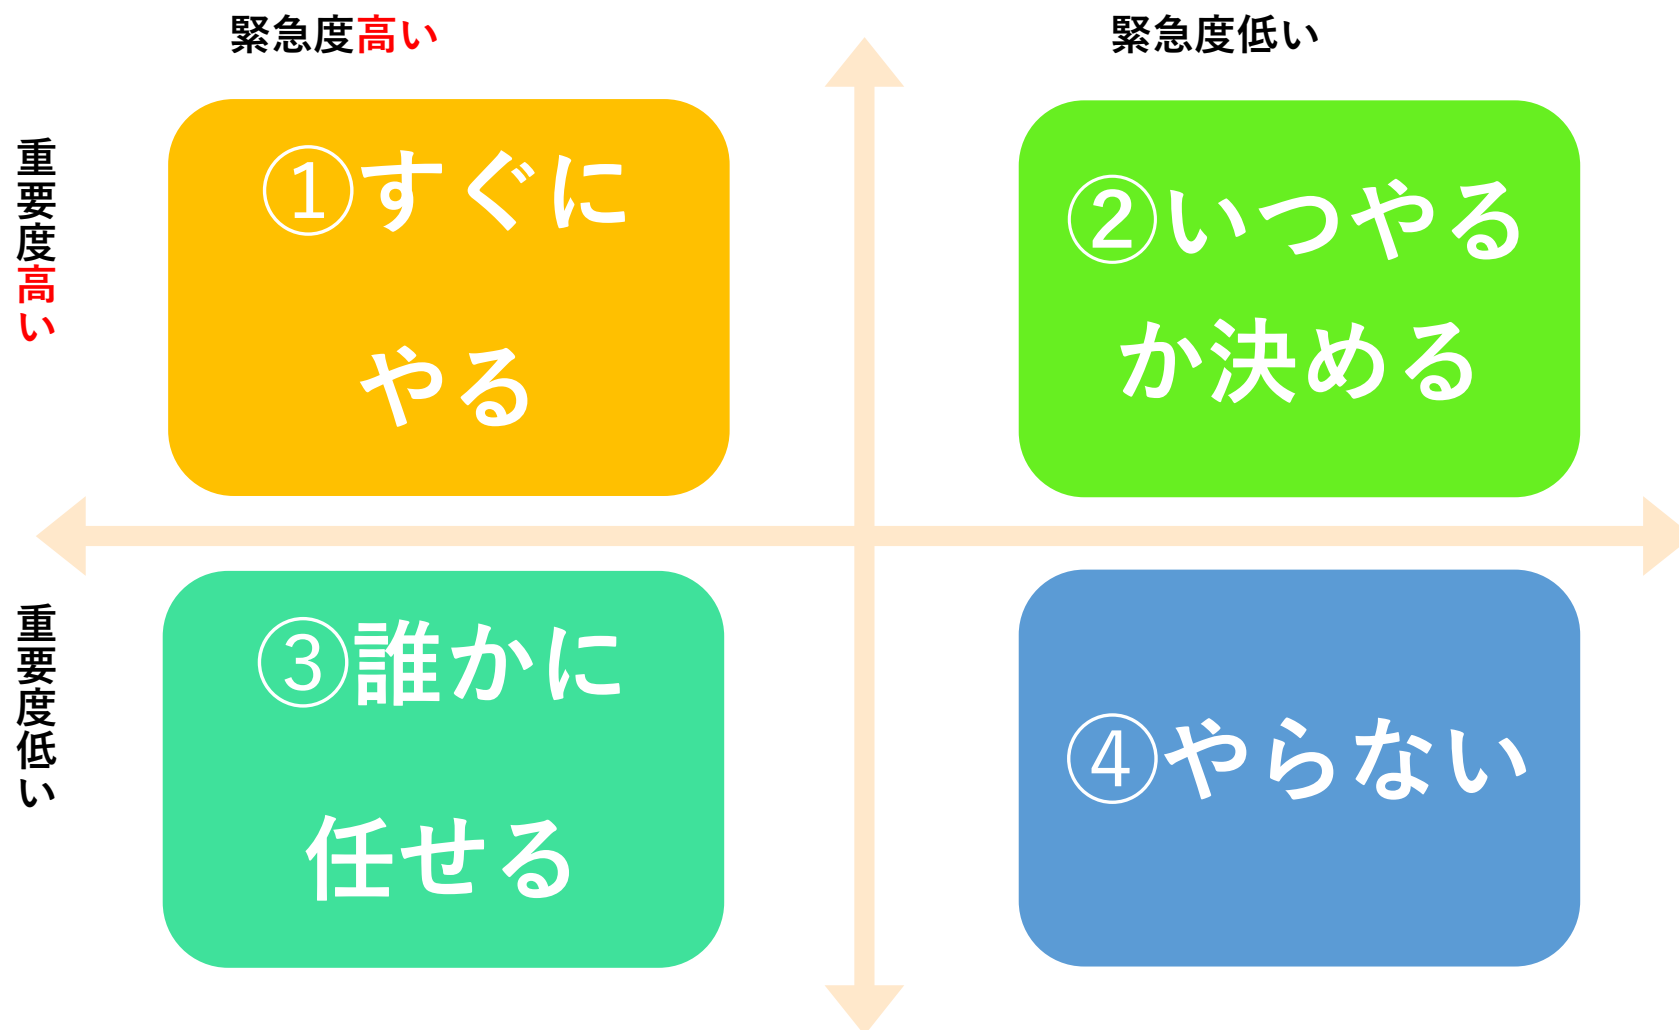 緊急度高い
緊急度低い
重要度高い
①すぐに
やる
②いつやる
か決める
重要度低い
③誰かに
任せる
④やらない